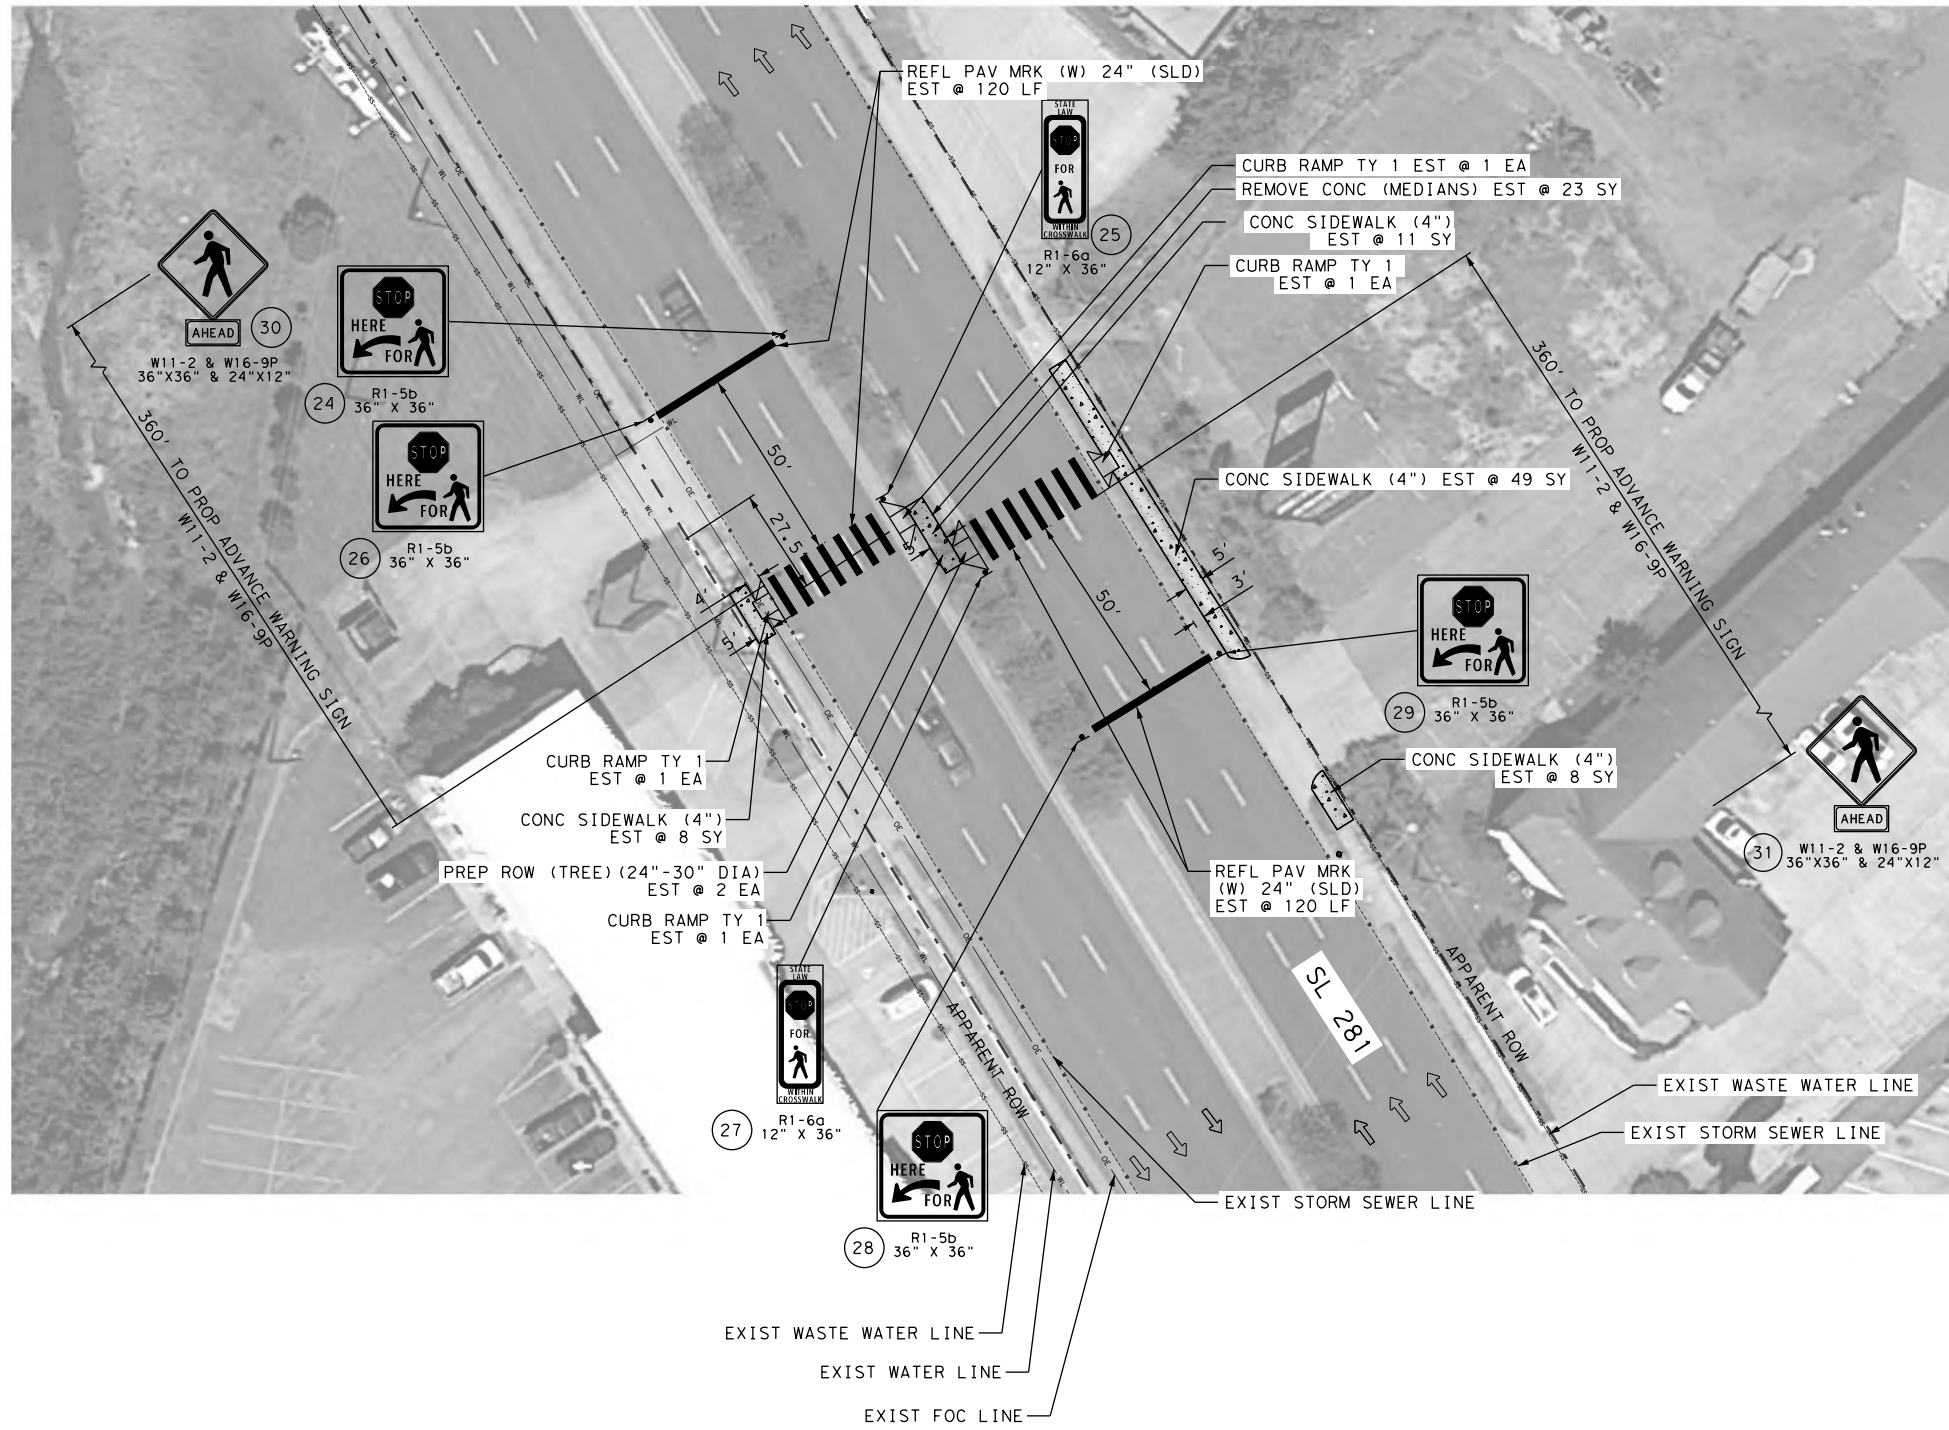 REFL PAV MRK (W) 24" (SLD)
EST @ 120 LF
STATE
LAW
STOP
FOR
WITHIN
CROSSWALK
25
R1-6a
12" X 36"
CURB RAMP TY 1 EST @ 1 EA
REMOVE CONC (MEDIANS) EST @ 23 SY
CONC SIDEWALK (4")
EST @ 11 SY
CURB RAMP TY 1
EST @ 1 EA
AHEAD
30
W11-2 & W16-9P
36"X36" & 24"X12"
STOP
HERE
FOR
24
R1-5b
36" X 36"
STOP
HERE
FOR
26
R1-5b
36" X 36"
360' TO PROP ADVANCE WARNING SIGN
W11-2 & W16-9P
50'
27.5'
4'
5'
5'
CONC SIDEWALK (4") EST @ 49 SY
360' TO PROP ADVANCE WARNING SIGN
W11-2 & W16-9P
50'
5'
3'
STOP
HERE
FOR
29
R1-5b
36" X 36"
CONC SIDEWALK (4")
EST @ 8 SY
AHEAD
31
W11-2 & W16-9P
36"X36" & 24"X12"
CURB RAMP TY 1
EST @ 1 EA
CONC SIDEWALK (4")
EST @ 8 SY
PREP ROW (TREE)(24"-30" DIA)
EST @ 2 EA
CURB RAMP TY 1
EST @ 1 EA
REFL PAV MRK
(W) 24" (SLD)
EST @ 120 LF
STATE
LAW
STOP
FOR
WITHIN
CROSSWALK
27
R1-6a
12" X 36"
SL 281
APPARENT ROW
APPARENT ROW
STOP
HERE
FOR
28
R1-5b
36" X 36"
EXIST WASTE WATER LINE
EXIST STORM SEWER LINE
EXIST STORM SEWER LINE
EXIST WASTE WATER LINE
EXIST WATER LINE
EXIST FOC LINE